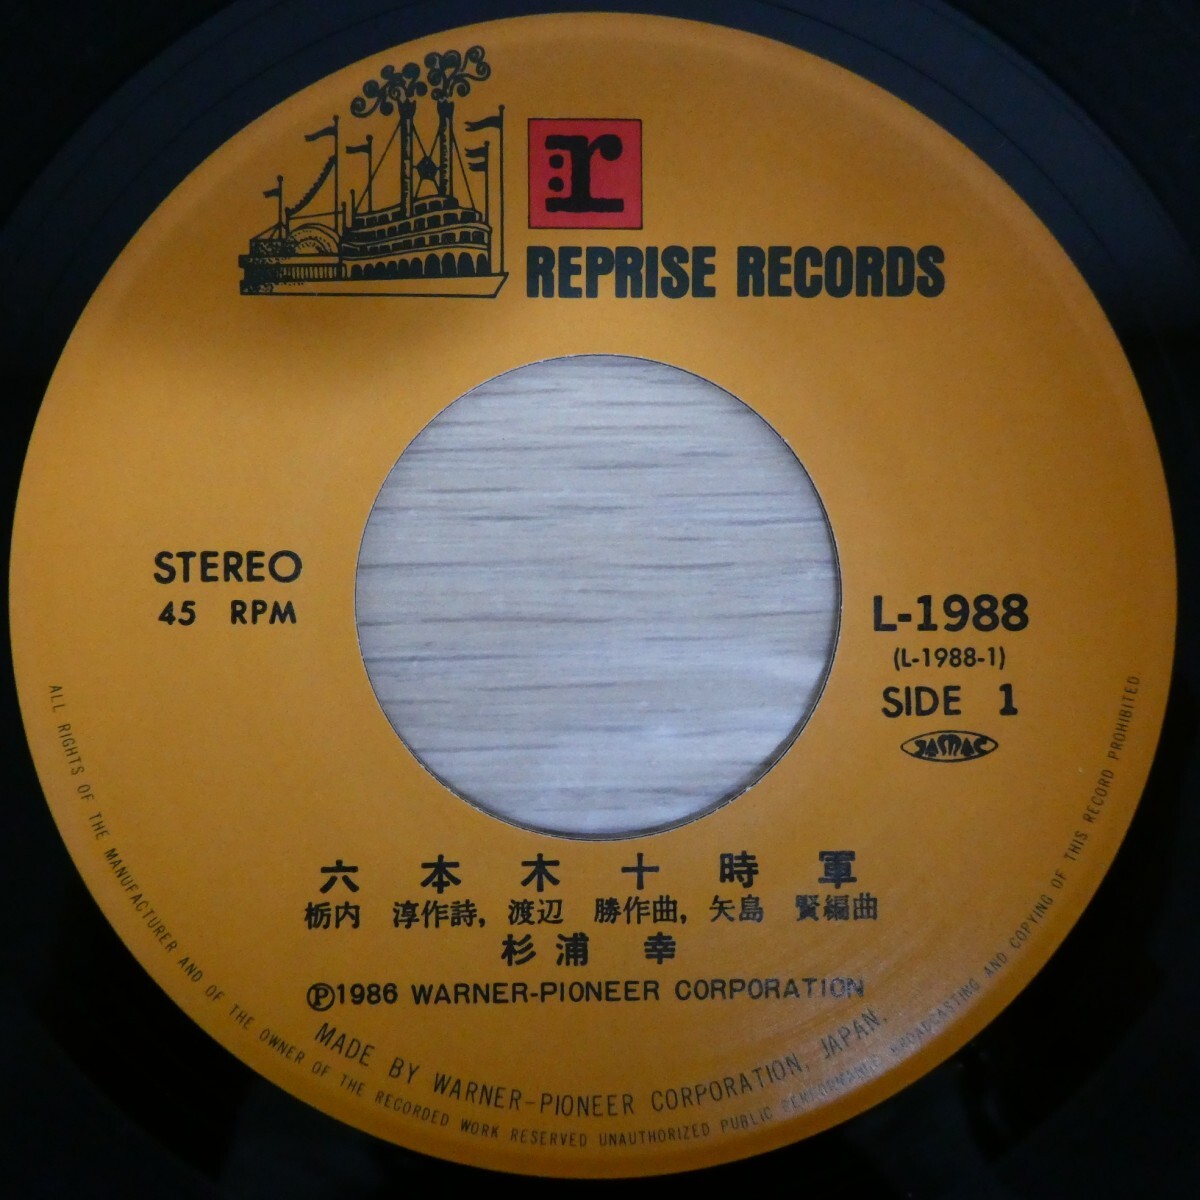 r
REPRISE RECORDS
STEREO
45 RPM
L-1988
(L-1988-1)
SIDE 1
JASRAC
六本木十時軍
栃内 淳作詩, 渡辺 勝作曲, 矢島 賢編曲
杉浦 幸
Ⓟ1986 WARNER-PIONEER CORPORATION
MADE BY WARNER-PIONEER CORPORATION, JAPAN.
ALL RIGHTS OF THE MANUFACTURER AND OF THE OWNER OF THE RECORDED WORK RESERVED UNAUTHORIZED PUBLIC PERFORMANCE BROADCASTING AND COPYING OF THIS RECORD PROHIBITED.